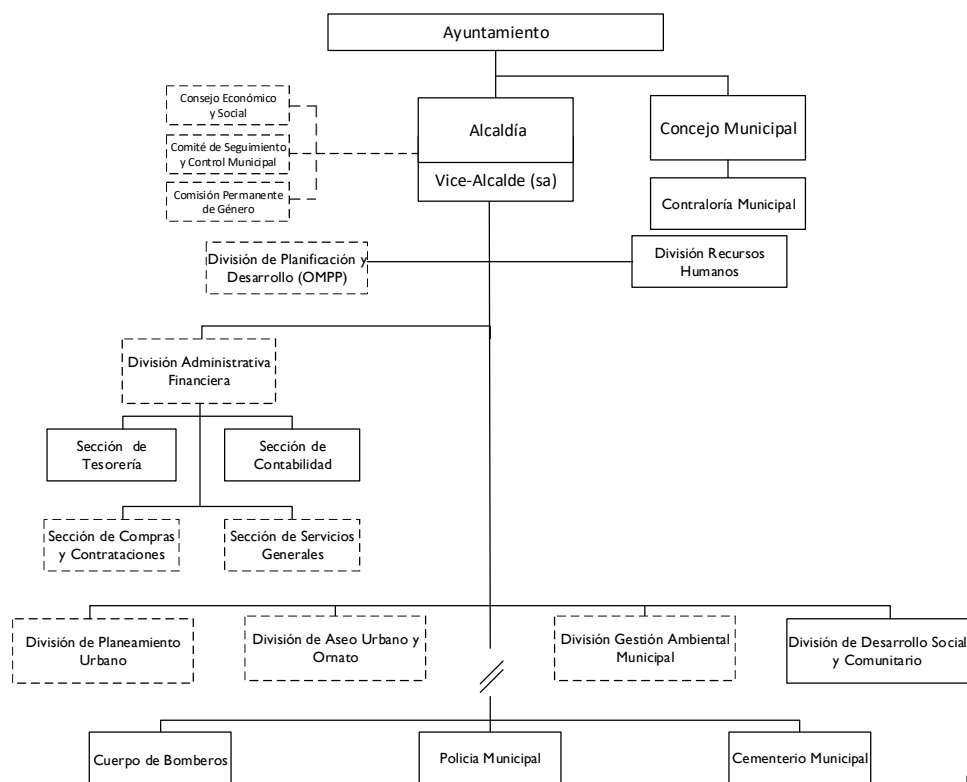 Ayuntamiento
Consejo Económico
y Social
Comité de Seguimiento
y Control Municipal
Comisión Permanente
de Género
Alcaldía
Vice-Alcalde (sa)
Concejo Municipal
Contraloría Municipal
División de Planificación y
Desarrollo (OMPP)
División Recursos
Humanos
División Administrativa
Financiera
Sección de
Tesorería
Sección de
Contabilidad
Sección de Compras
y Contrataciones
Sección de Servicios
Generales
División de Planeamiento
Urbano
División de Aseo Urbano y
Ornato
División Gestión Ambiental
Municipal
División de Desarrollo Social
y Comunitario
Cuerpo de Bomberos
Policia Municipal
Cementerio Municipal